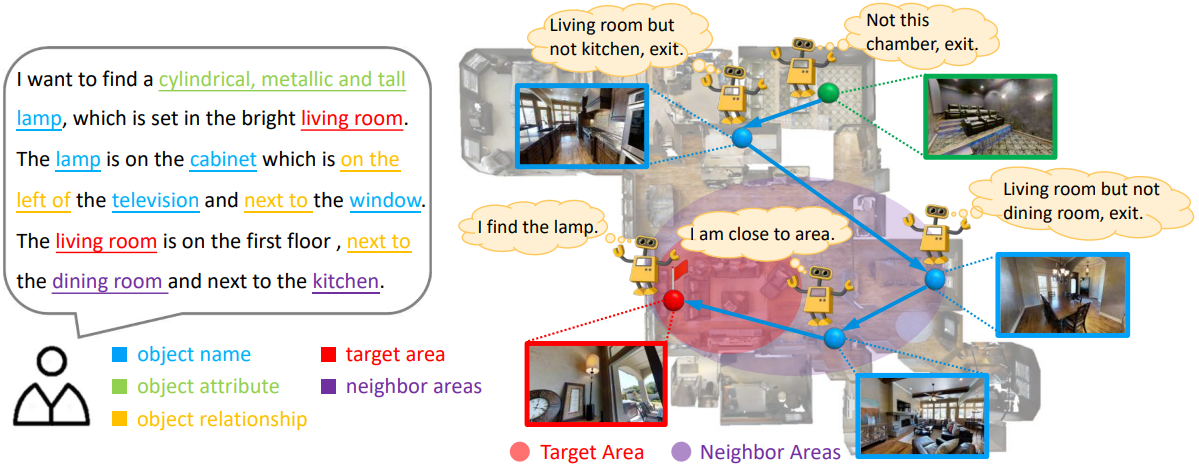 I want to find a cylindrical, metallic and tall
lamp, which is set in the bright living room.
The lamp is on the cabinet which is on the
left of the television and next to the window.
The living room is on the first floor , next to
the dining room and next to the kitchen.
object name
object attribute
object relationship
target area
neighbor areas
Living room but
not kitchen, exit.
Not this
chamber, exit.
Living room but not
dining room, exit.
I find the lamp.
I am close to area.
Target Area
Neighbor Areas